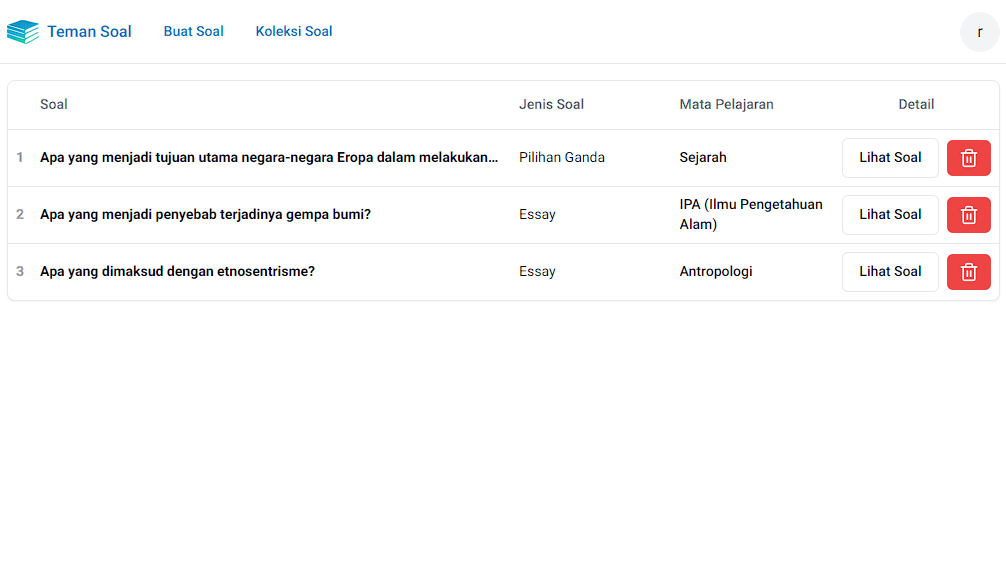 Teman Soal
Buat Soal
Koleksi Soal
r
Soal
Jenis Soal
Mata Pelajaran
Detail
1
Apa yang menjadi tujuan utama negara-negara Eropa dalam melakukan...
Pilihan Ganda
Sejarah
Lihat Soal
2
Apa yang menjadi penyebab terjadinya gempa bumi?
Essay
IPA (Ilmu Pengetahuan
Alam)
Lihat Soal
3
Apa yang dimaksud dengan etnosentrisme?
Essay
Antropologi
Lihat Soal